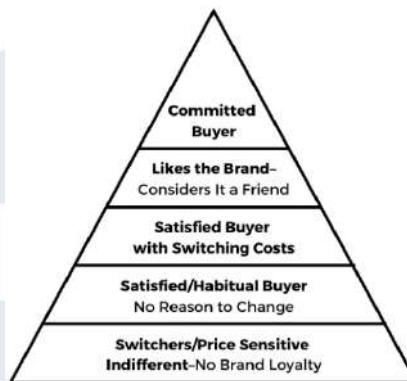 Committed
Buyer
Likes the Brand–
Considers It a Friend
Satisfied Buyer
with Switching Costs
Satisfied/Habitual Buyer
No Reason to Change
Switchers/Price Sensitive
Indifferent–No Brand Loyalty